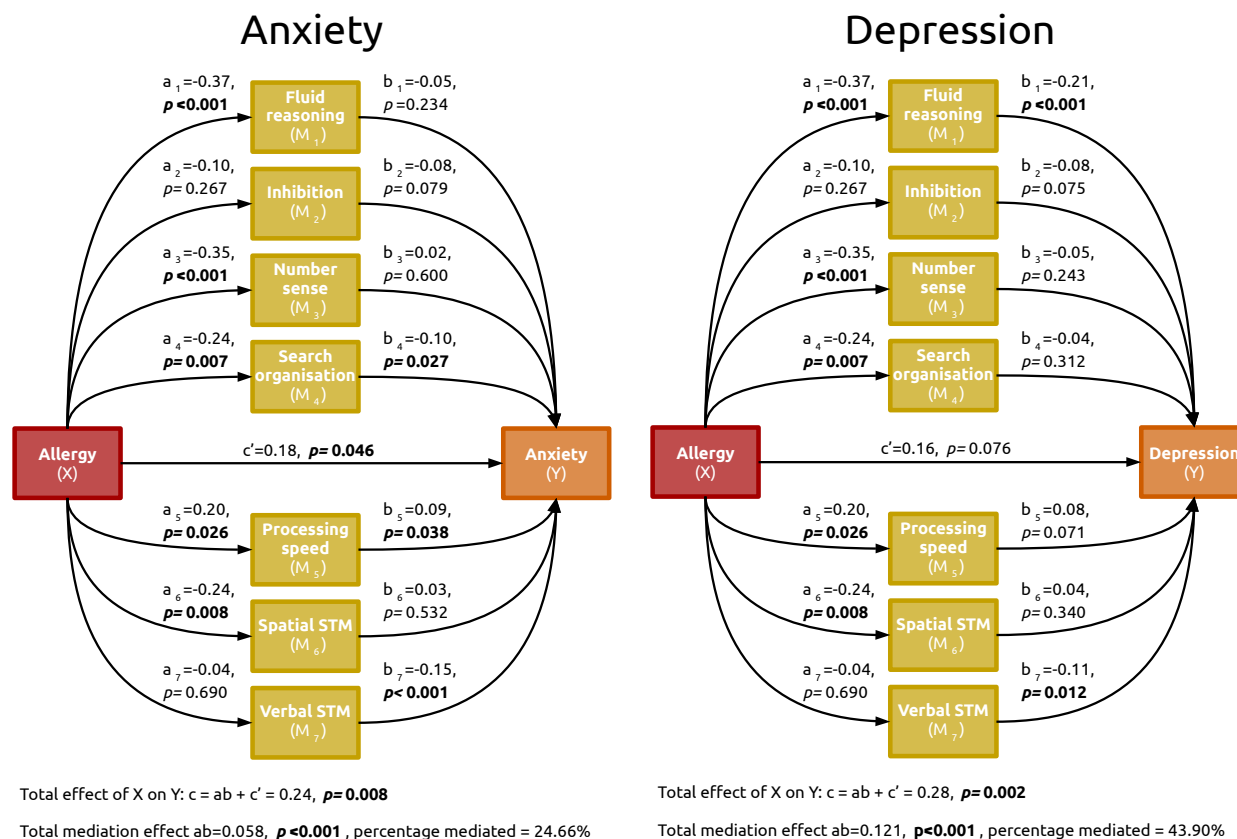 Anxiety
a 1 =-0.37,
p <0.001
Fluid
reasoning
(M 1)
b 1 =-0.05,
p =0.234
a 2 =-0.10,
p= 0.267
Inhibition
(M 2)
b 2 =-0.08,
p= 0.079
a 3 =-0.35,
p <0.001
Number
sense
(M 3)
b 3 =0.02,
p= 0.600
a 4 =-0.24,
p= 0.007
Search
organisation
(M 4)
b 4 =-0.10,
p= 0.027
Allergy
(X)
c’=0.18, p= 0.046
Anxiety
(Y)
a 5 =0.20,
p= 0.026
Processing
speed
(M 5)
b 5 =0.09,
p= 0.038
a 6 =-0.24,
p= 0.008
Spatial STM
(M 6)
b 6 =0.03,
p= 0.532
a 7 =-0.04,
p= 0.690
Verbal STM
(M 7)
b 7 =-0.15,
p< 0.001
Total effect of X on Y: c = ab + c’ = 0.24, p= 0.008
Total mediation effect ab=0.058, p <0.001 , percentage mediated = 24.66%
Depression
a 1 =-0.37,
p <0.001
Fluid
reasoning
(M 1)
b 1 =-0.21,
p <0.001
a 2 =-0.10,
p= 0.267
Inhibition
(M 2)
b 2 =-0.08,
p= 0.075
a 3 =-0.35,
p <0.001
Number
sense
(M 3)
b 3 =-0.05,
p= 0.243
a 4 =-0.24,
p= 0.007
Search
organisation
(M 4)
b 4 =-0.04,
p= 0.312
Allergy
(X)
c’=0.16, p= 0.076
Depression
(Y)
a 5 =0.20,
p= 0.026
Processing
speed
(M 5)
b 5 =0.08,
p= 0.071
a 6 =-0.24,
p= 0.008
Spatial STM
(M 6)
b 6 =0.04,
p= 0.340
a 7 =-0.04,
p= 0.690
Verbal STM
(M 7)
b 7 =-0.11,
p= 0.012
Total effect of X on Y: c = ab + c’ = 0.28, p= 0.002
Total mediation effect ab=0.121, p<0.001 , percentage mediated = 43.90%